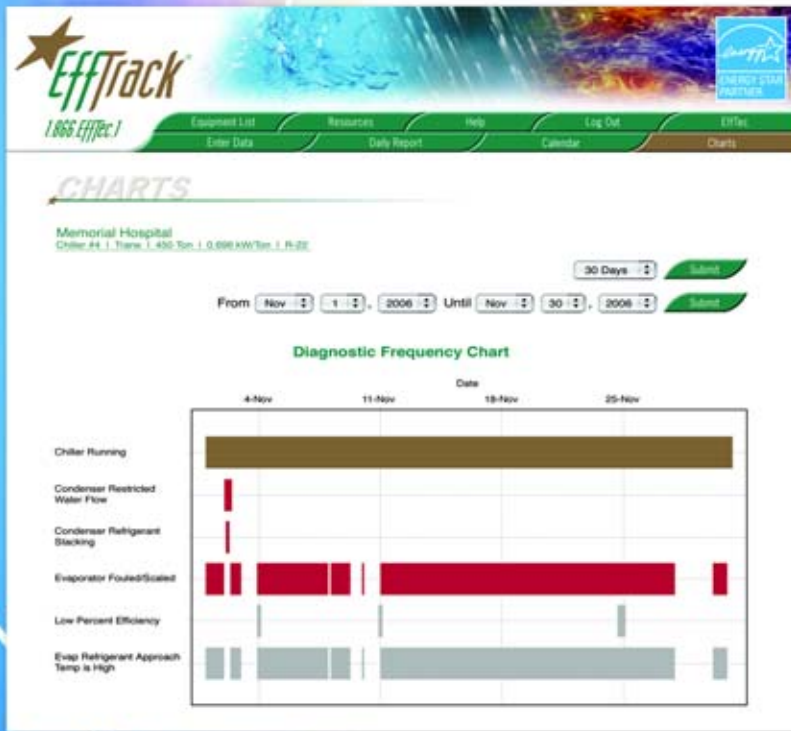 EffTrack
1.866.EffTec.1
ENERGY STAR
PARTNER
Equipment List
Resources
Help
Log Out
EffTec
Enter Data
Daily Report
Calendar
Charts
CHARTS
Memorial Hospital
Chiller #4 | Trane | 450 Ton | 0.698 kW/Ton | R-22
30 Days
Submit
From Nov 1 , 2006 Until Nov 30 , 2006
Submit
Diagnostic Frequency Chart
Date
4-Nov 11-Nov 18-Nov 25-Nov
Chiller Running
Condenser Restricted
Water Flow
Condenser Refrigerant
Stacking
Evaporator Fouled/Scaled
Low Percent Efficiency
Evap Refrigerant Approach
Temp is High